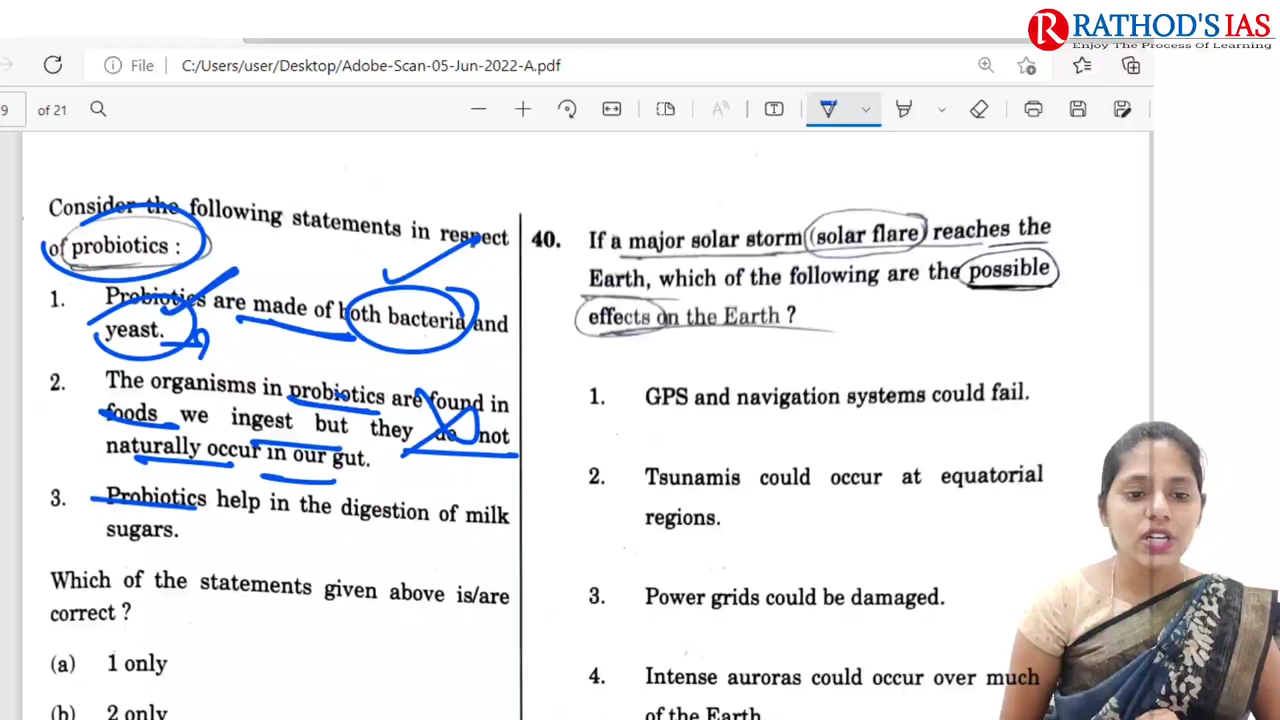 RATHOD'S IAS
Enjoy The Process Of Learning
File C:/Users/user/Desktop/Adobe-Scan-05-Jun-2022-A.pdf
9 of 21
Consider the following statements in respect
of probiotics :
1. Probiotics are made of both bacteria and
yeast.
2. The organisms in probiotics are found in
foods we ingest but they do not
naturally occur in our gut.
3. Probiotics help in the digestion of milk
sugars.
Which of the statements given above is/are
correct ?
(a) 1 only
(b) 2 only
40. If a major solar storm (solar flare) reaches the
Earth, which of the following are the possible
effects on the Earth ?
1. GPS and navigation systems could fail.
2. Tsunamis could occur at equatorial
regions.
3. Power grids could be damaged.
4. Intense auroras could occur over much
of the Earth.